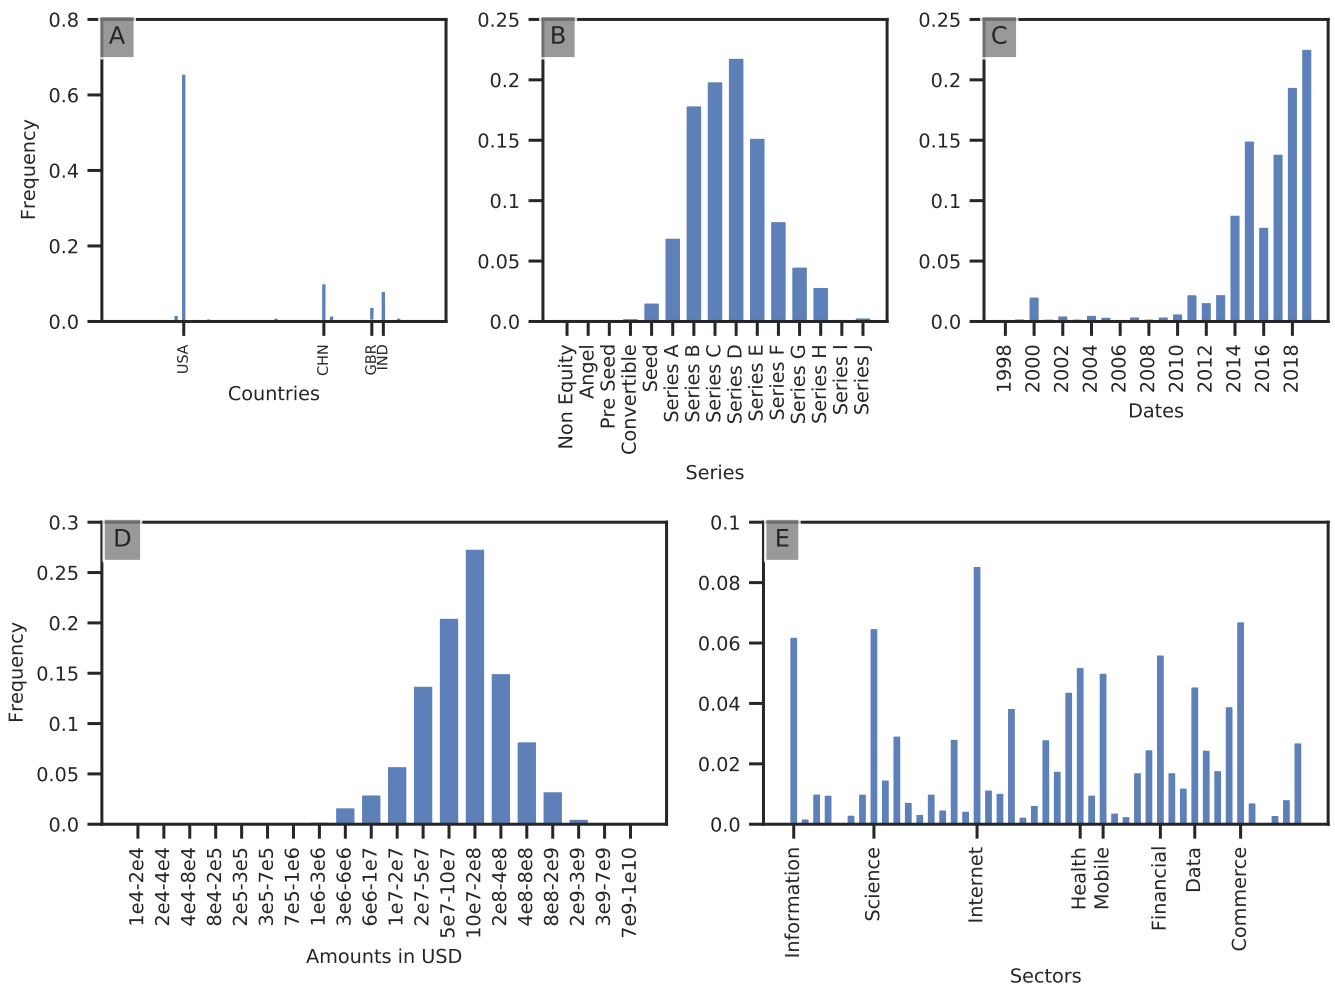 A
Frequency
0.8
0.6
0.4
0.2
0.0
USA
CHN
GBR
IND
Countries
B
0.25
0.2
0.15
0.1
0.05
0.0
Non Equity
Angel
Pre Seed
Convertible
Seed
Series A
Series B
Series C
Series D
Series E
Series F
Series G
Series H
Series I
Series J
Series
C
0.25
0.2
0.15
0.1
0.05
0.0
1998
2000
2002
2004
2006
2008
2010
2012
2014
2016
2018
Dates
D
Frequency
0.3
0.25
0.2
0.15
0.1
0.05
0.0
1e4-2e4
2e4-4e4
4e4-8e4
8e4-2e5
2e5-3e5
3e5-7e5
7e5-1e6
1e6-3e6
3e6-6e6
6e6-1e7
1e7-2e7
2e7-5e7
5e7-10e7
10e7-2e8
2e8-4e8
4e8-8e8
8e8-2e9
2e9-3e9
3e9-7e9
7e9-1e10
Amounts in USD
E
0.1
0.08
0.06
0.04
0.02
0.0
Information
Science
Internet
Health
Mobile
Financial
Data
Commerce
Sectors